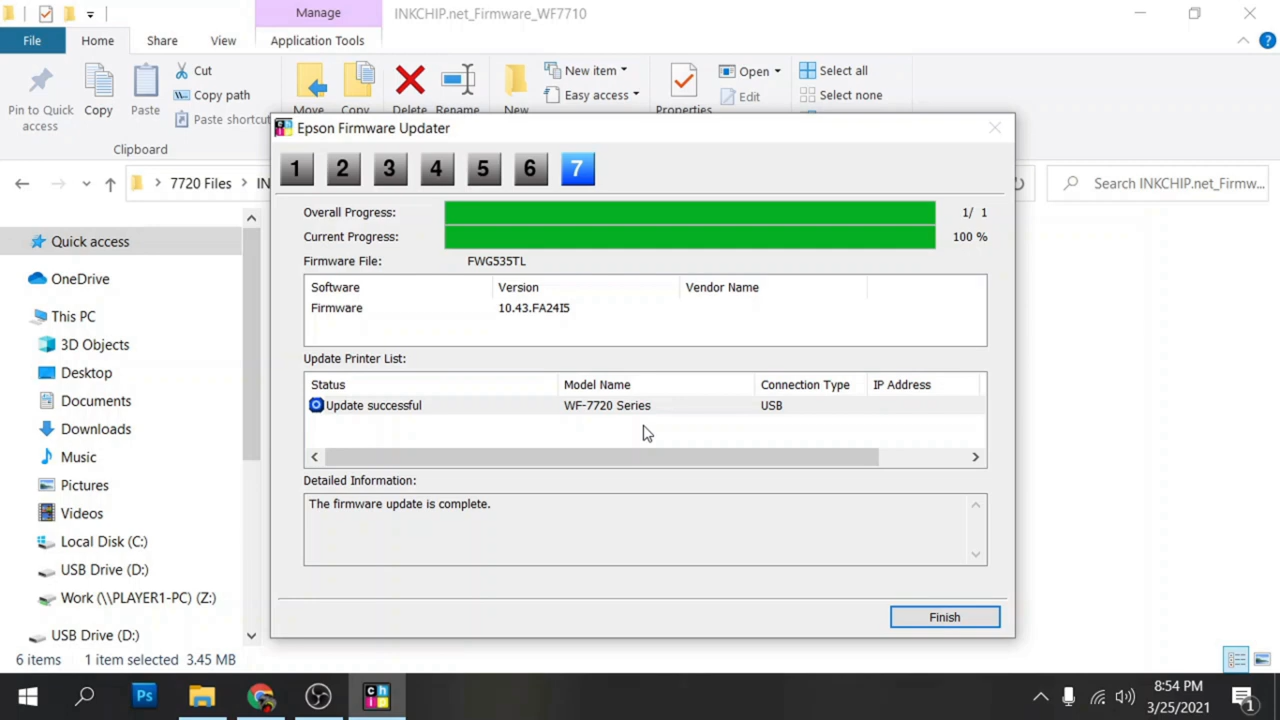 Manage
INKCHIP.net_Firmware_WF7710
File
Home
Share
View
Application Tools
Pin to Quick access
Copy
Paste
Cut
Copy path
Paste shortcut
Move
Copy
Delete
Rename
New
New item
Easy access
Properties
Open
Edit
Select all
Select none
Clipboard
7720 Files
Search INKCHIP.net_Firmw...
Quick access
OneDrive
This PC
3D Objects
Desktop
Documents
Downloads
Music
Pictures
Videos
Local Disk (C:)
USB Drive (D:)
Work (\\PLAYER1-PC) (Z:)
USB Drive (D:)
6 items
1 item selected 3.45 MB
Epson Firmware Updater
1 2 3 4 5 6 7
Overall Progress: 1/ 1
Current Progress: 100 %
Firmware File: FWG535TL
Software Version Vendor Name
Firmware 10.43.FA24I5
Update Printer List:
Status Model Name Connection Type IP Address
Update successful WF-7720 Series USB
Detailed Information:
The firmware update is complete.
Finish
Ps
Ch
ip
8:54 PM
3/25/2021
1